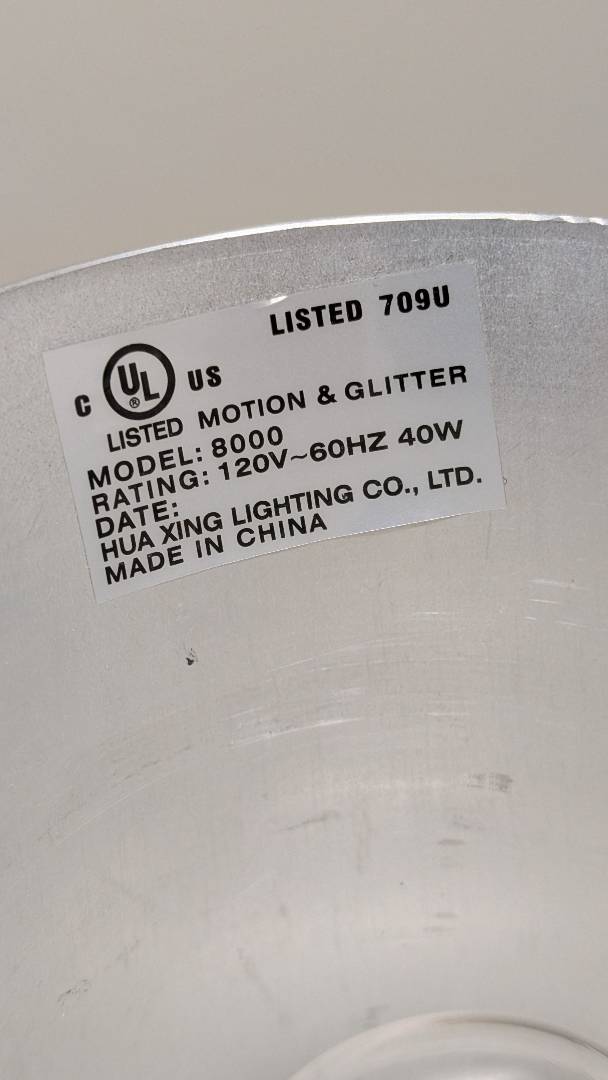 LISTED 709U
C UL ® US
LISTED MOTION & GLITTER
MODEL: 8000
RATING: 120V~60HZ 40W
DATE:
HUA XING LIGHTING CO., LTD.
MADE IN CHINA